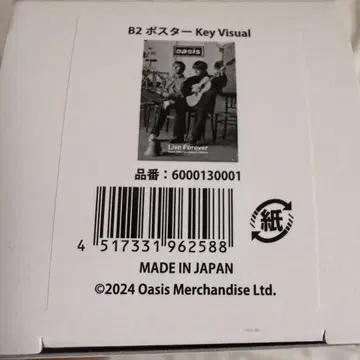 B2 ポスター Key Visual
oasis
Live Forever
品番：6000130001
紙
4 517331 962588
MADE IN JAPAN
©2024 Oasis Merchandise Ltd.